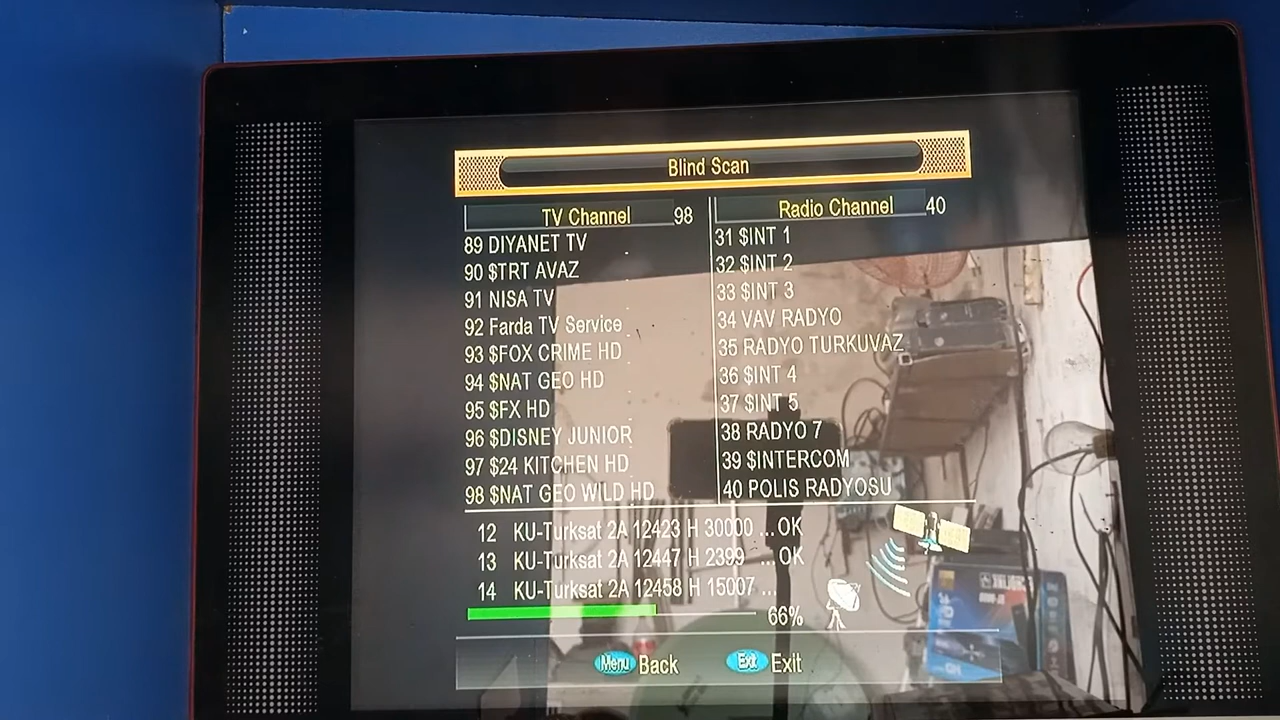 Blind Scan
TV Channel 98
89 DIYANET TV
90 $TRT AVAZ
91 NISA TV
92 Farda TV Service
93 $FOX CRIME HD
94 $NAT GEO HD
95 $FX HD
96 $DISNEY JUNIOR
97 $24 KITCHEN HD
98 $NAT GEO WILD HD
Radio Channel 40
31 $INT 1
32 $INT 2
33 $INT 3
34 VAV RADYO
35 RADYO TURKUVAZ
36 $INT 4
37 $INT 5
38 RADYO 7
39 $INTERCOM
40 POLIS RADYOSU
12 KU-Turksat 2A 12423 H 30000 ...OK
13 KU-Turksat 2A 12447 H 2399 ...OK
14 KU-Turksat 2A 12458 H 15007 ...
66%
Menu Back Exit Exit